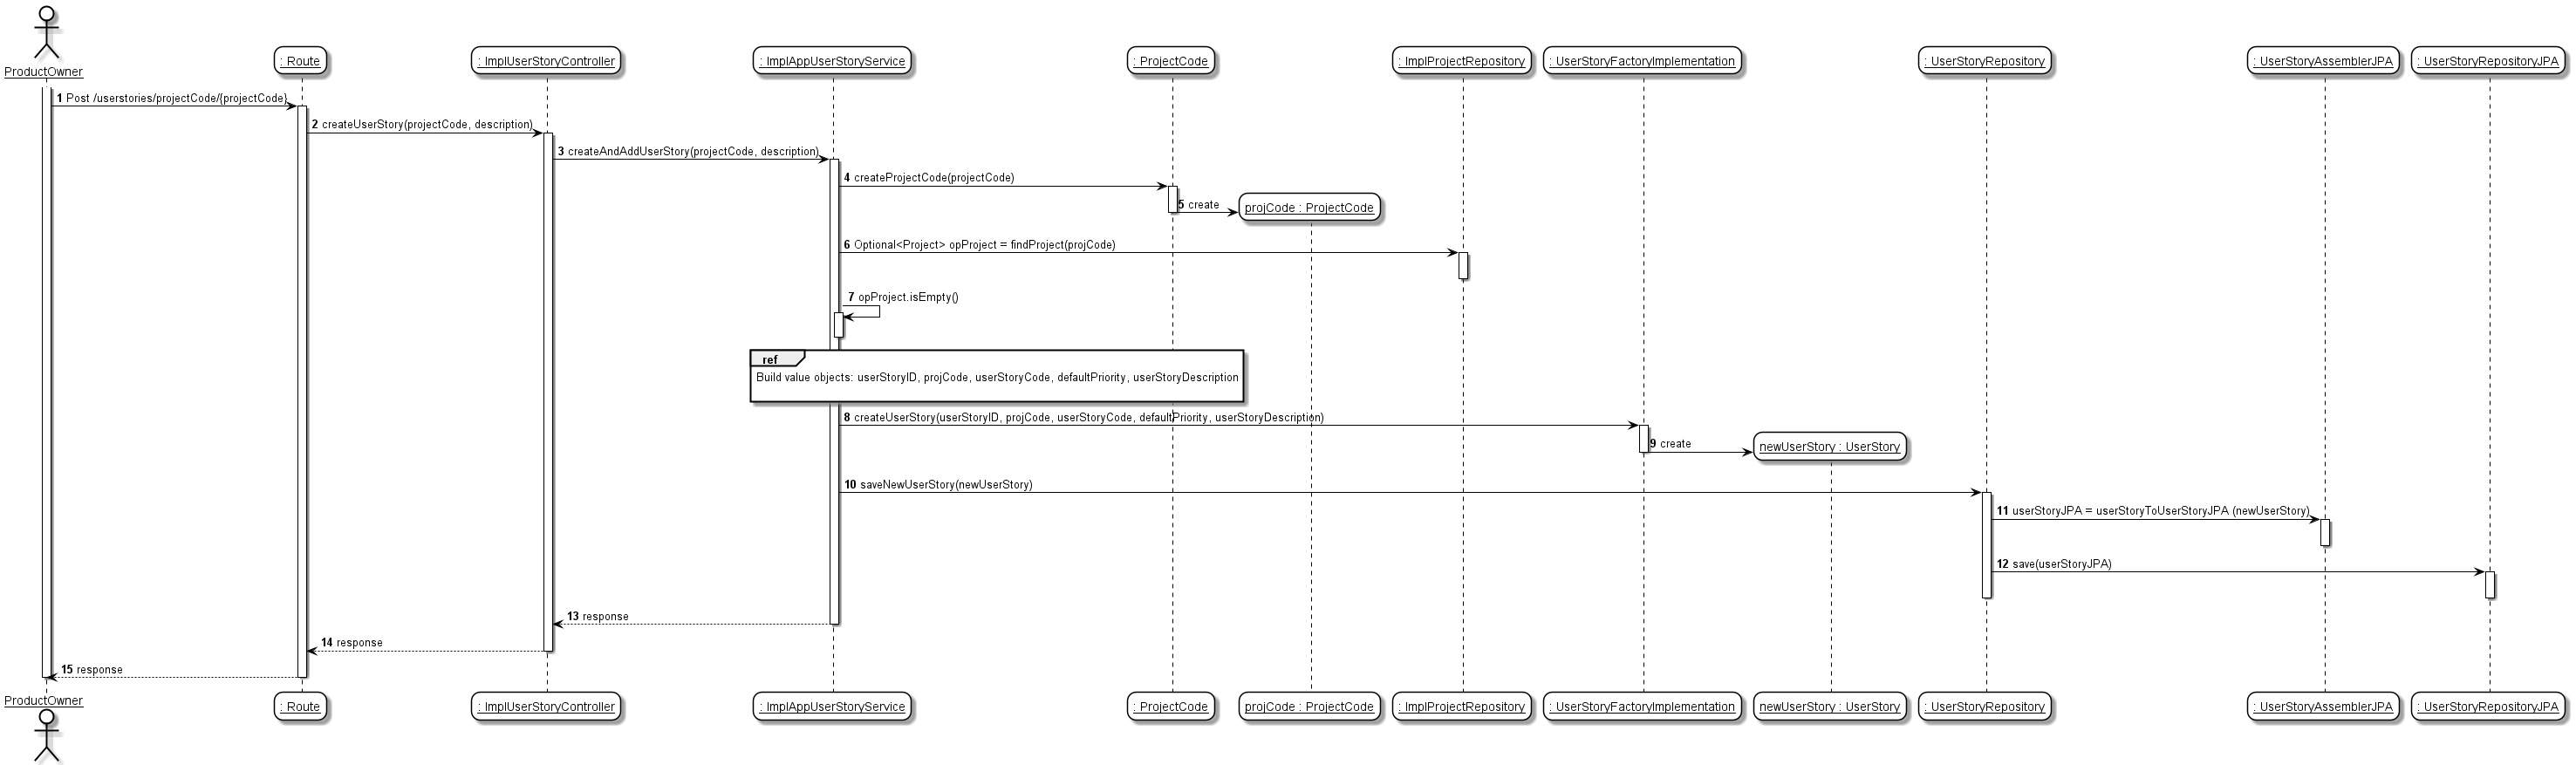 ProductOwner
: Route
: ImplUserStoryController
: ImplAppUserStoryService
: ProjectCode
: ImplProjectRepository
: UserStoryFactoryImplementation
: UserStoryRepository
: UserStoryAssemblerJPA
: UserStoryRepositoryJPA
1 Post /userstories/projectCode/{projectCode}
2 createUserStory(projectCode, description)
3 createAndAddUserStory(projectCode, description)
4 createProjectCode(projectCode)
5 create
projCode : ProjectCode
6 Optional<Project> opProject = findProject(projCode)
7 opProject.isEmpty()
ref
Build value objects: userStoryID, projCode, userStoryCode, defaultPriority, userStoryDescription
8 createUserStory(userStoryID, projCode, userStoryCode, defaultPriority, userStoryDescription)
9 create
newUserStory : UserStory
10 saveNewUserStory(newUserStory)
11 userStoryJPA = userStoryToUserStoryJPA (newUserStory)
12 save(userStoryJPA)
13 response
14 response
15 response
ProductOwner
: Route
: ImplUserStoryController
: ImplAppUserStoryService
: ProjectCode
projCode : ProjectCode
: ImplProjectRepository
: UserStoryFactoryImplementation
newUserStory : UserStory
: UserStoryRepository
: UserStoryAssemblerJPA
: UserStoryRepositoryJPA